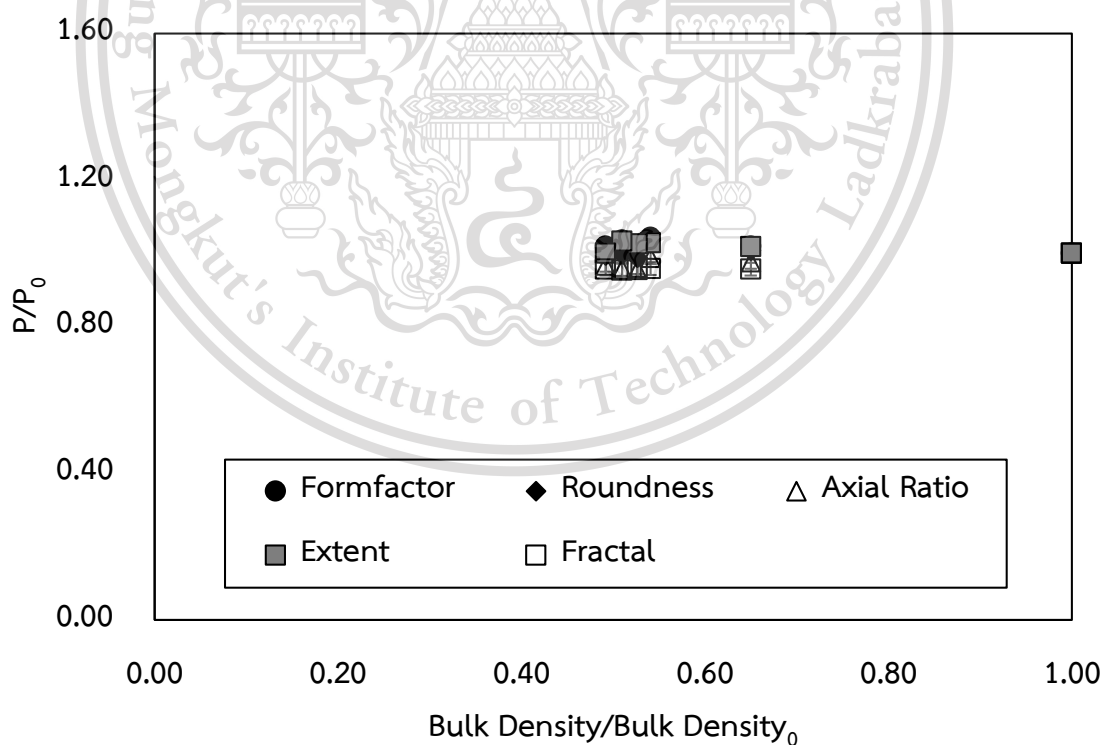 1.60
1.20
0.80
0.40
0.00
P/P₀
0.00 0.20 0.40 0.60 0.80 1.00
Bulk Density/Bulk Density₀
Formfactor Roundness Axial Ratio
Extent Fractal
Mongkut's Institute of Technology Ladkraba